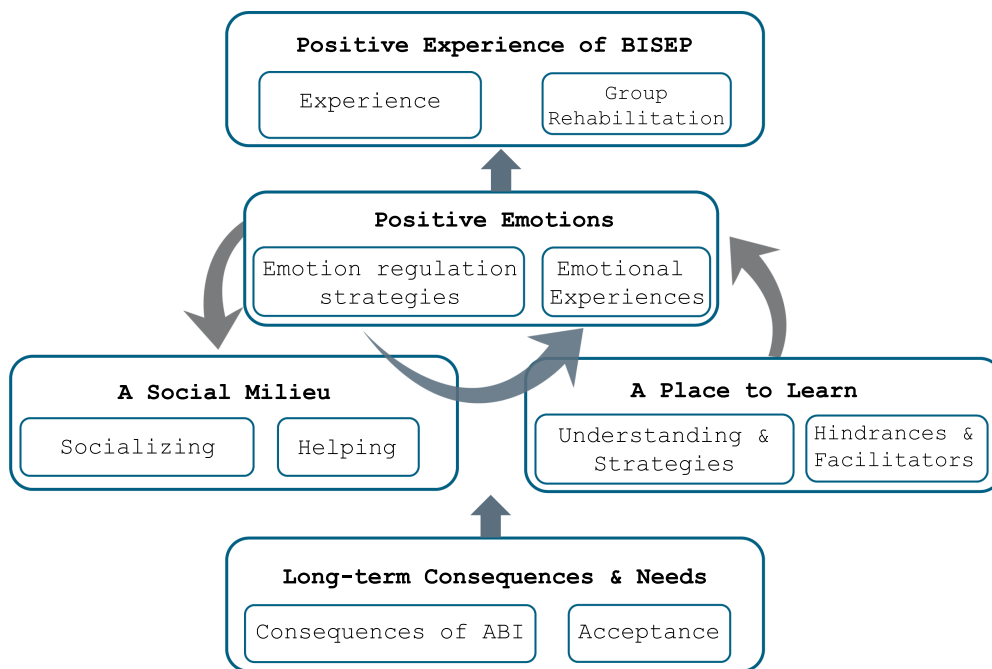 Positive Experience of BISEP
Experience
Group
Rehabilitation
Positive Emotions
Emotion regulation
strategies
Emotional
Experiences
A Social Milieu
Socializing
Helping
A Place to Learn
Understanding &
Strategies
Hindrances &
Facilitators
Long-term Consequences & Needs
Consequences of ABI
Acceptance